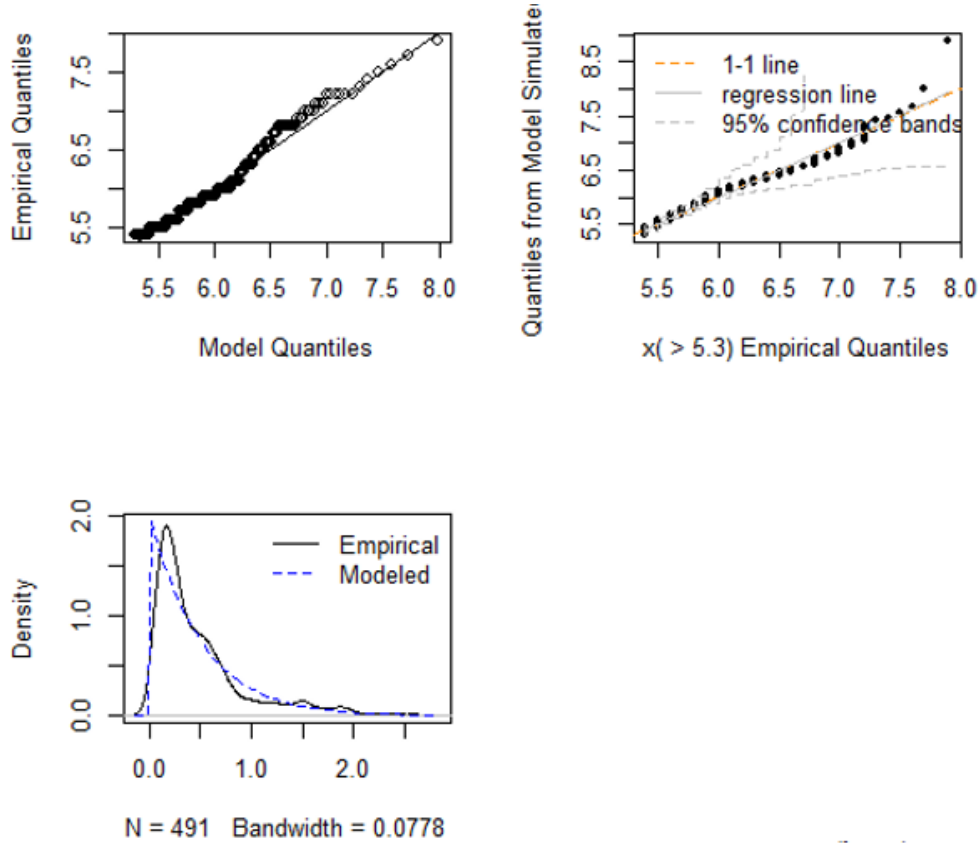 Empirical Quantiles
5.5 6.5 7.5
5.5 6.0 6.5 7.0 7.5 8.0
Model Quantiles
Quantiles from Model Simulate
5.5 6.5 7.5 8.5
1-1 line
regression line
95% confidence bands
5.5 6.0 6.5 7.0 7.5 8.0
x( > 5.3) Empirical Quantiles
Density
0.0 1.0 2.0
Empirical
Modeled
0.0 1.0 2.0
N = 491 Bandwidth = 0.0778